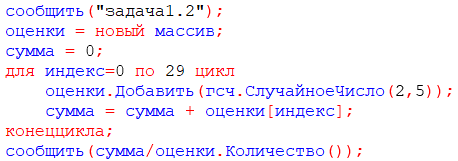 сообщить("задача1.2");
оценки = новый массив;
сумма = 0;
для индекс=0 по 29 цикл
оценки.Добавить(гсч.СлучайноеЧисло(2,5));
сумма = сумма + оценки[индекс];
конеццикла;
сообщить(сумма/оценки.Количество());